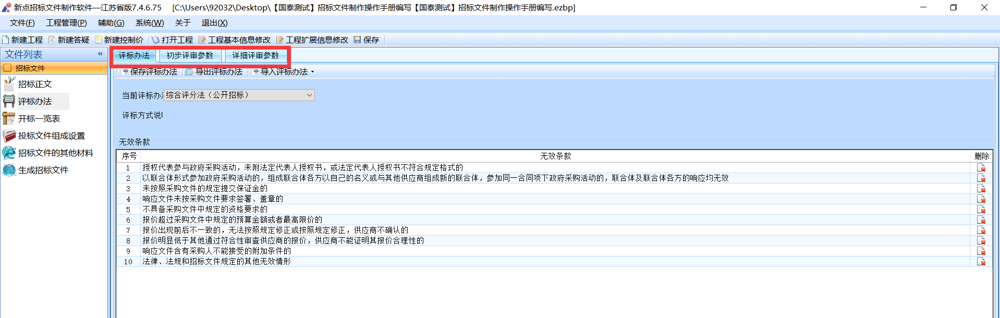 新点招标文件制作软件—江苏省版7.4.6.75 [C:\Users\92032\Desktop\【国泰测试】招标文件制作操作手册编写【国泰测试】招标文件制作操作手册编写.ezbp]
文件(F) 工程管理(P) 辅助(G) 系统(W) 关于 退出(X)
新建工程 新建答疑 新建控制价 打开工程 工程基本信息修改 工程扩展信息修改 保存
文件列表 «
招标文件
招标正文
评标办法
开标一览表
投标文件组成设置
招标文件的其他材料
生成招标文件
评标办法 初步评审参数 详细评审参数
保存评标办法 导出评标办法 导入评标办法
当前评标办 综合评分法（公开招标）
评标方式说
无效条款
序号 无效条款 删除
1 授权代表参与政府采购活动，未附法定代表人授权书，或法定代表人授权书不符合规定格式的
2 以联合体形式参加政府采购活动的，组成联合体各方以自己的名义或与其他供应商组成新的联合体，参加同一合同项下政府采购活动的，联合体及联合体各方的响应均无效
3 未按照采购文件的规定提交保证金的
4 响应文件未按采购文件要求签署、盖章的
5 不具备采购文件中规定的资格要求的
6 报价超过采购文件中规定的预算金额或者最高限价的
7 报价出现前后不一致的，无法按照规定修正或按照规定修正，供应商不确认的
8 报价明显低于其他通过符合性审查供应商的报价，供应商不能证明其报价合理性的
9 响应文件含有采购人不能接受的附加条件的
10 法律、法规和招标文件规定的其他无效情形